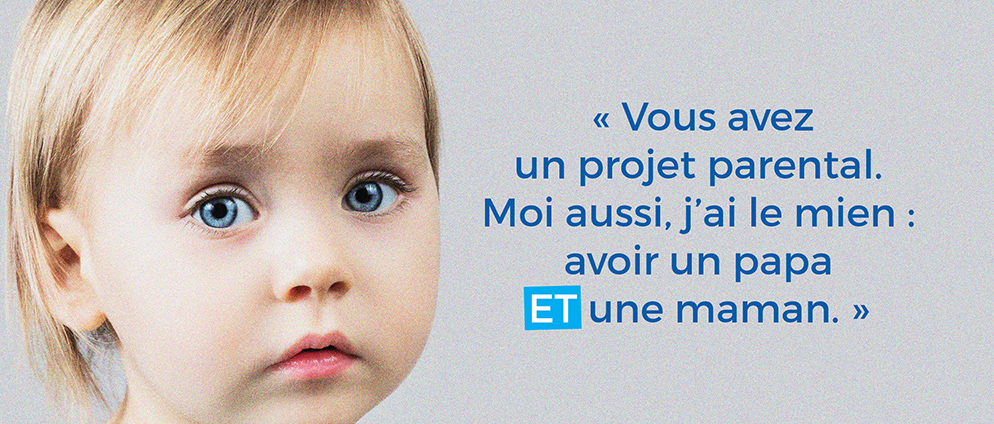 « Vous avez
un projet parental.
Moi aussi, j’ai le mien :
avoir un papa
ET une maman. »